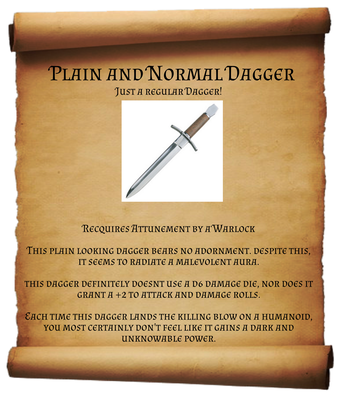 Plain and Normal Dagger
Just a regular Dagger!
Recquires Attunement by a Warlock
This plain looking dagger bears no adornment. despite this,
it seems to radiate a malevolent aura.
this dagger definitely doesnt use a d6 damage die, nor does it
grant a +2 to attack and damage rolls.
Each time this dagger lands the killing blow on a humanoid,
you most certainly don't feel like it gains a dark and
unknowable power.